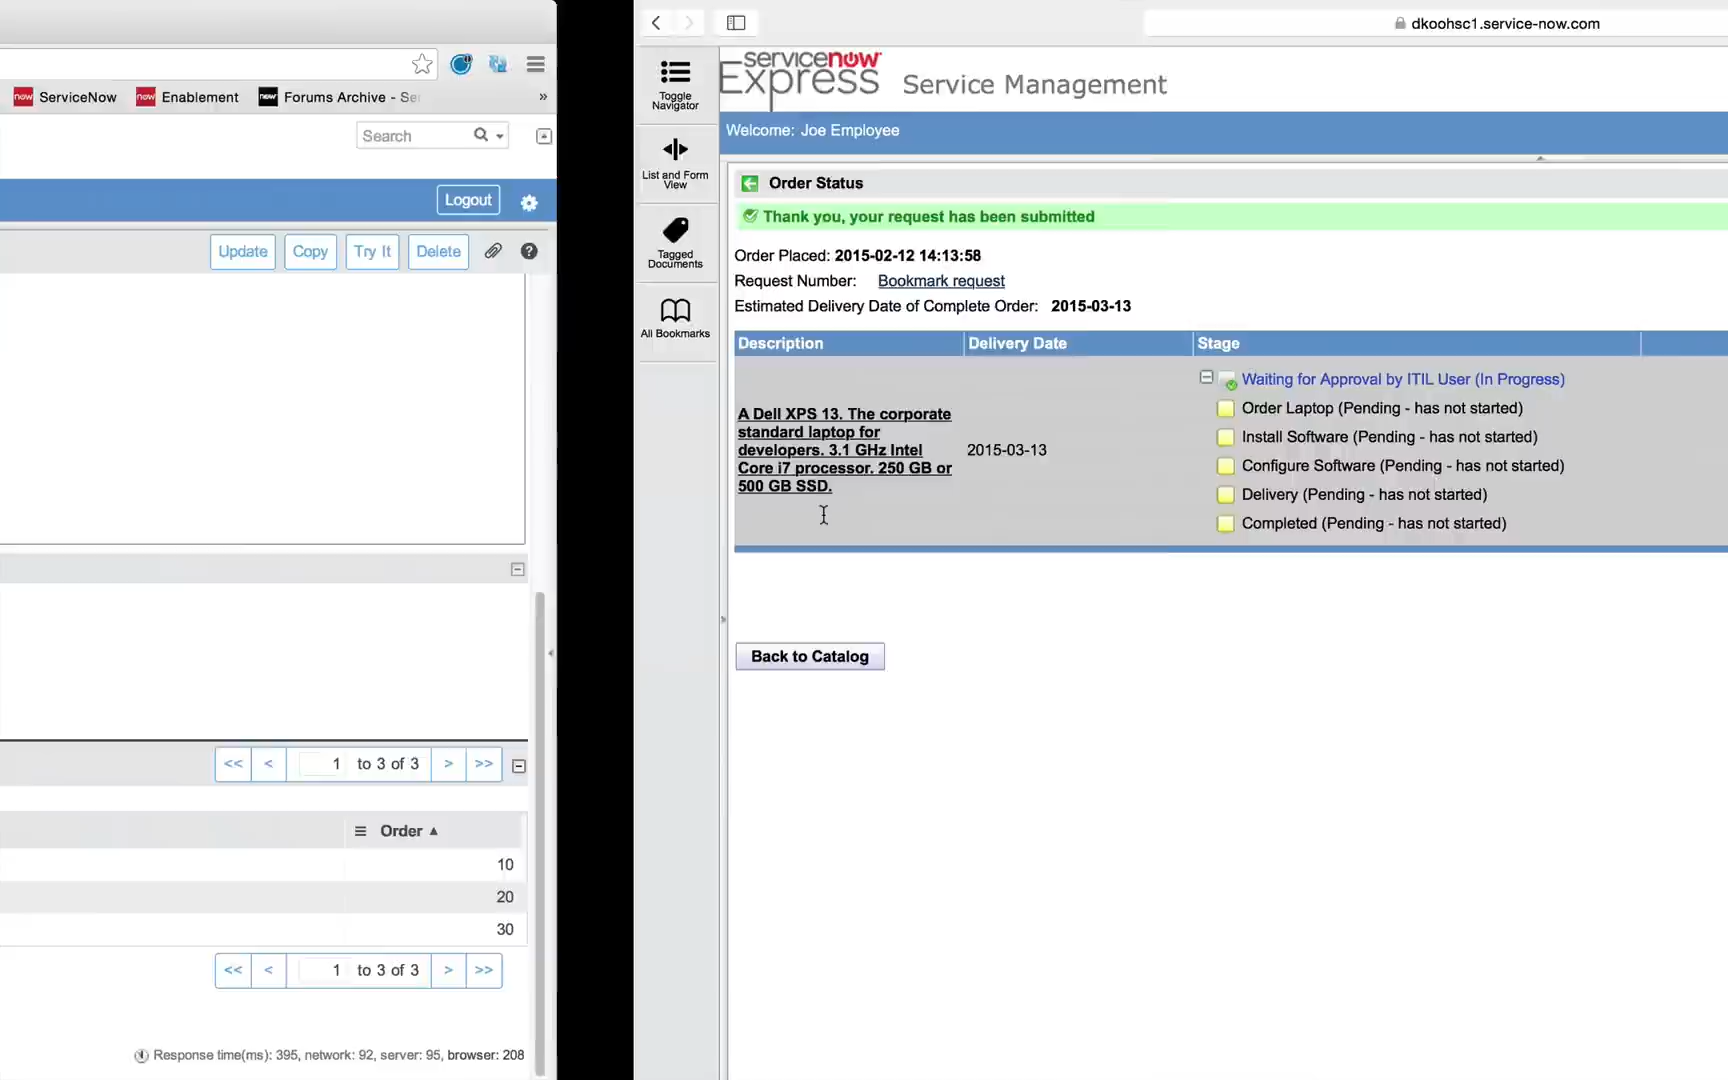 now ServiceNow
now Enablement
now Forums Archive - Ser
»
Search
Logout
Update
Copy
Try It
Delete
<<
<
1 to 3 of 3
>
>>
Order ▲
10
20
30
<<
<
1 to 3 of 3
>
>>
Response time(ms): 395, network: 92, server: 95, browser: 208
dkoohsc1.service-now.com
Toggle
Navigator
List and Form
View
Tagged
Documents
All Bookmarks
servicenow
Express
Service Management
Welcome: Joe Employee
Order Status
Thank you, your request has been submitted
Order Placed: 2015-02-12 14:13:58
Request Number: Bookmark request
Estimated Delivery Date of Complete Order: 2015-03-13
Description Delivery Date Stage
A Dell XPS 13. The corporate
standard laptop for
developers. 3.1 GHz Intel
Core i7 processor. 250 GB or
500 GB SSD.
2015-03-13
Waiting for Approval by ITIL User (In Progress)
Order Laptop (Pending - has not started)
Install Software (Pending - has not started)
Configure Software (Pending - has not started)
Delivery (Pending - has not started)
Completed (Pending - has not started)
Back to Catalog